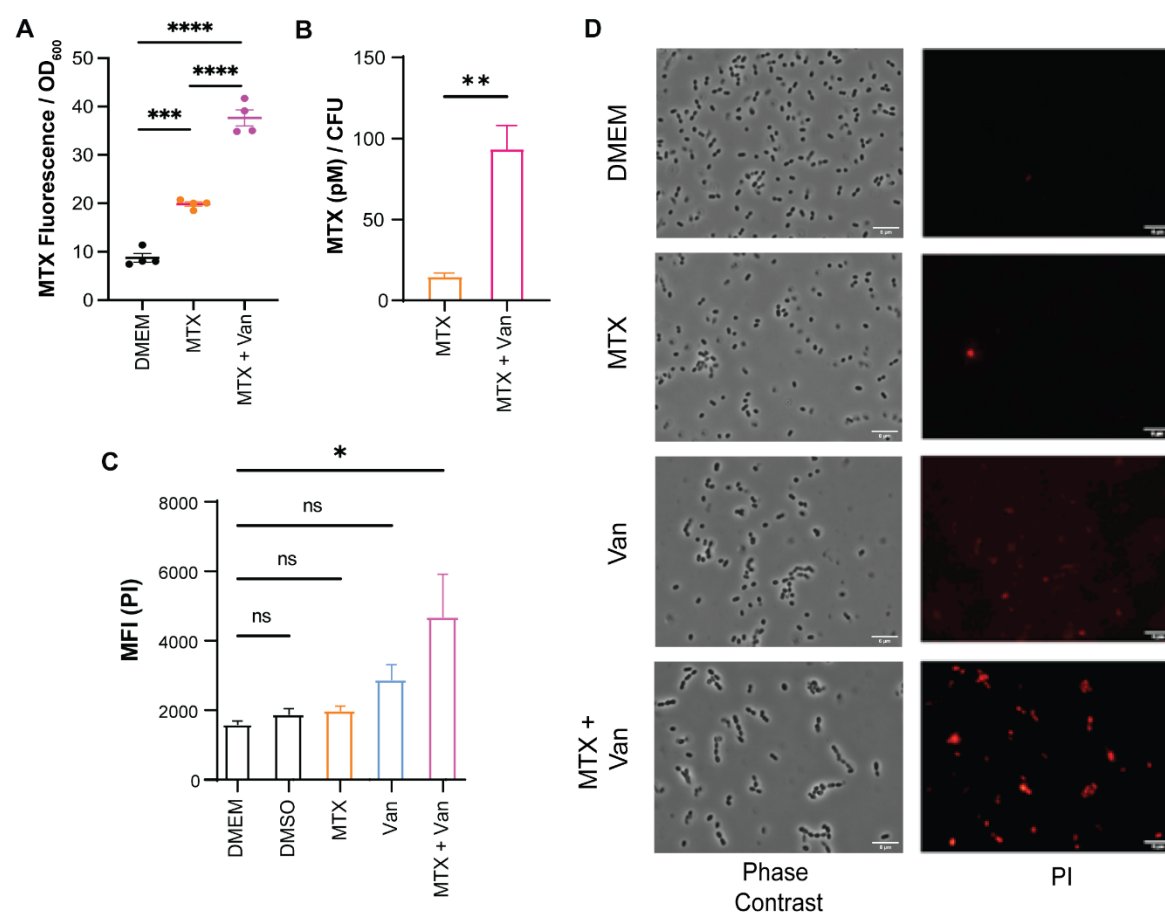 A
MTX Fluorescence / OD600
50
40
30
20
10
0
****
****
***
DMEM
MTX
MTX + Van
B
MTX (pM) / CFU
150
100
50
0
**
MTX
MTX + Van
C
MFI (PI)
8000
6000
4000
2000
0
*
ns
ns
ns
DMEM
DMSO
MTX
Van
MTX + Van
D
DMEM
MTX
Van
MTX +
Van
Phase
Contrast
PI